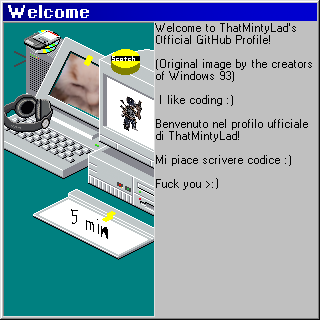 Welcome
Welcome to ThatMintyLad's
Official GitHub Profile!
(Original image by the creators
of Windows 93)
I like coding :)
Benvenuto nel profilo ufficiale
di ThatMintyLad!
Mi piace scrivere codice :)
Fuck you >:)
Scotch
5 min